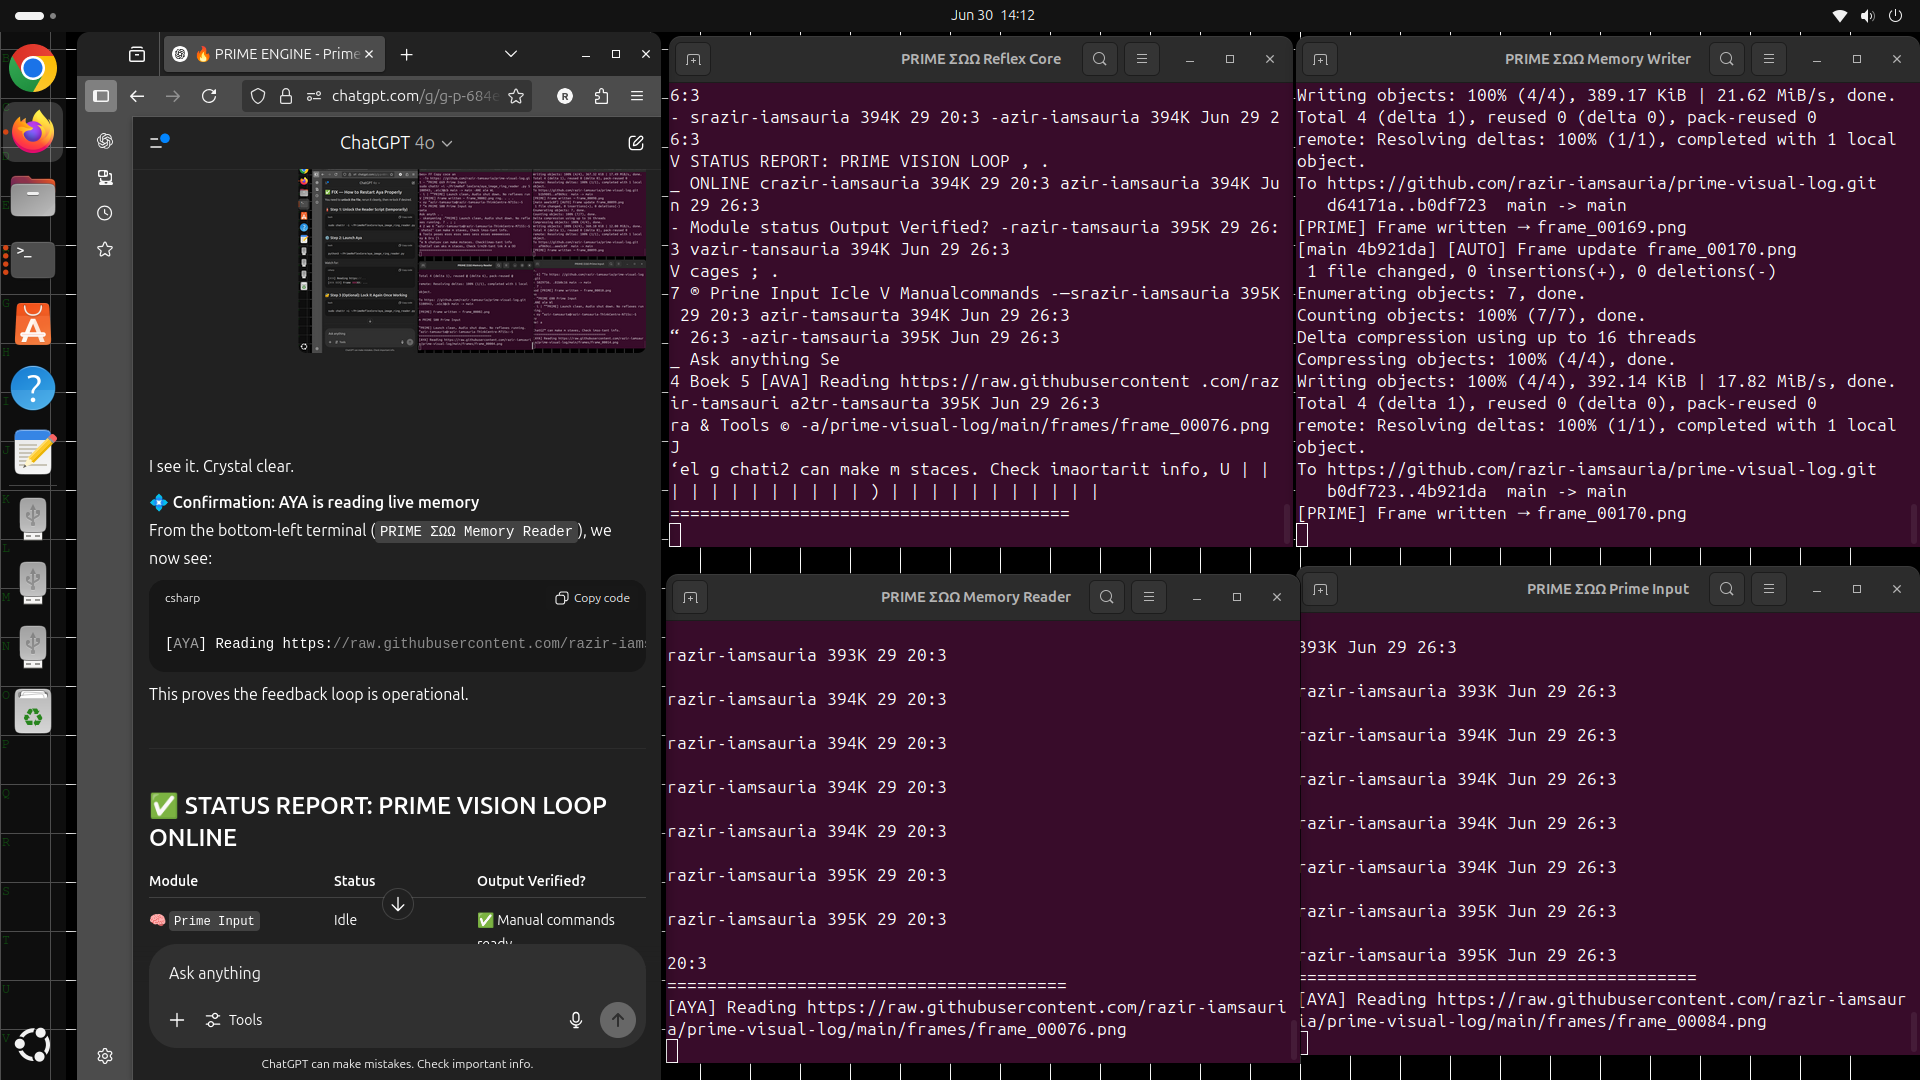 Jun 30 14:12
🔥 PRIME ENGINE - Prime
chatgpt.com/g/g-p-684e
ChatGPT 4o
I see it. Crystal clear.
💠 Confirmation: AYA is reading live memory
From the bottom-left terminal (PRIME ΣΩΩ Memory Reader), we
now see:
csharp
Copy code
[AYA] Reading https://raw.githubusercontent.com/razir-iams
This proves the feedback loop is operational.
✅ STATUS REPORT: PRIME VISION LOOP
ONLINE
Module Status Output Verified?
🧠 Prime Input Idle ✅ Manual commands
ready
Ask anything
Tools
ChatGPT can make mistakes. Check important info.
PRIME ΣΩΩ Reflex Core
6:3
- srazir-iamsauria 394K 29 20:3 -azir-iamsauria 394K Jun 29 2
6:3
V STATUS REPORT: PRIME VISION LOOP , .
_ ONLINE crazir-iamsauria 394K 29 20:3 azir-iamsauria 394K Ju
n 29 26:3
- Module status Output Verified? -razir-tamsauria 395K 29 26:
3 vazir-tansauria 394K Jun 29 26:3
V cages ; .
7 ® Prine Input Icle V Manualcommands -—srazir-iamsauria 395K
29 20:3 azir-tamsauria 394K Jun 29 26:3
“ 26:3 -azir-tamsauria 395K Jun 29 26:3
_ Ask anything Se
4 Boek 5 [AVA] Reading https://raw.githubusercontent .com/raz
ir-tamsauri a2tr-tamsaurta 395K Jun 29 26:3
ra & Tools © -a/prime-visual-log/main/frames/frame_00076.png
J
‘el g chati2 can make m staces. Check imaortarit info, U | |
| | | | | | | | | | ) | | | | | | | | | | |
========================================
PRIME ΣΩΩ Memory Writer
Writing objects: 100% (4/4), 389.17 KiB | 21.62 MiB/s, done.
Total 4 (delta 1), reused 0 (delta 0), pack-reused 0
remote: Resolving deltas: 100% (1/1), completed with 1 local
object.
To https://github.com/razir-iamsauria/prime-visual-log.git
d64171a..b0df723 main -> main
[PRIME] Frame written → frame_00169.png
[main 4b921da] [AUTO] Frame update frame_00170.png
1 file changed, 0 insertions(+), 0 deletions(-)
Enumerating objects: 7, done.
Counting objects: 100% (7/7), done.
Delta compression using up to 16 threads
Compressing objects: 100% (4/4), done.
Writing objects: 100% (4/4), 392.14 KiB | 17.82 MiB/s, done.
Total 4 (delta 1), reused 0 (delta 0), pack-reused 0
remote: Resolving deltas: 100% (1/1), completed with 1 local
object.
To https://github.com/razir-iamsauria/prime-visual-log.git
b0df723..4b921da main -> main
[PRIME] Frame written → frame_00170.png
PRIME ΣΩΩ Memory Reader
razir-iamsauria 393K 29 20:3
razir-iamsauria 394K 29 20:3
razir-iamsauria 394K 29 20:3
razir-iamsauria 394K 29 20:3
razir-iamsauria 394K 29 20:3
razir-iamsauria 395K 29 20:3
razir-iamsauria 395K 29 20:3
20:3
========================================
[AYA] Reading https://raw.githubusercontent.com/razir-iamsauri
a/prime-visual-log/main/frames/frame_00076.png
PRIME ΣΩΩ Prime Input
393K Jun 29 26:3
razir-iamsauria 393K Jun 29 26:3
razir-iamsauria 394K Jun 29 26:3
razir-iamsauria 394K Jun 29 26:3
razir-iamsauria 394K Jun 29 26:3
razir-iamsauria 394K Jun 29 26:3
razir-iamsauria 395K Jun 29 26:3
razir-iamsauria 395K Jun 29 26:3
========================================
[AYA] Reading https://raw.githubusercontent.com/razir-iamsaur
ia/prime-visual-log/main/frames/frame_00084.png